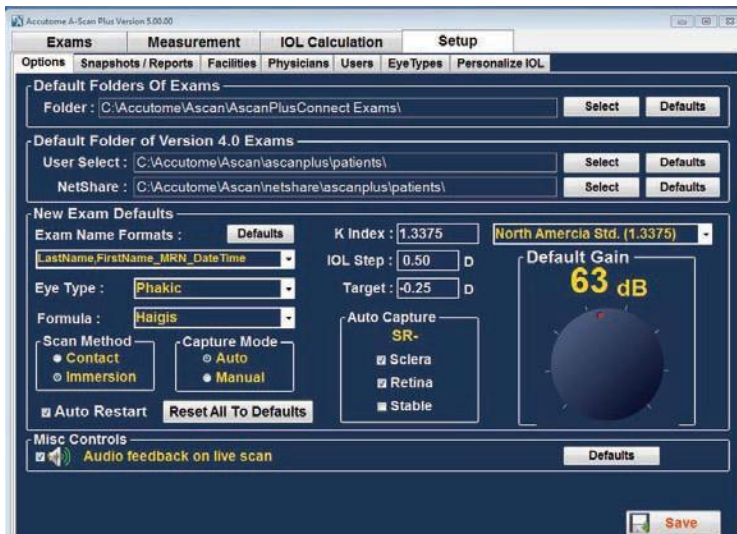 Accutome A-Scan Plus Version 5.00.00
Exams Measurement IOL Calculation Setup
Options Snapshots / Reports Facilities Physicians Users EyeTypes Personalize IOL
Default Folders Of Exams
Folder : C:\Accutome\Ascan\AscanPlusConnect Exams\ Select Defaults
Default Folder of Version 4.0 Exams
User Select : C:\Accutome\Ascan\ascanplus\patients\ Select Defaults
NetShare : C:\Accutome\Ascan\netshare\ascanplus\patients\ Select Defaults
New Exam Defaults
Exam Name Formats : Defaults
LastName,FirstName_MRN_DateTime
Eye Type : Phakic
Formula : Haigis
Scan Method
Contact
Immersion
Capture Mode
Auto
Manual
Auto Restart Reset All To Defaults
K Index : 1.3375 North Amercia Std. (1.3375)
IOL Step : 0.50 D
Target : -0.25 D
Auto Capture
SR-
Sclera
Retina
Stable
Default Gain
63 dB
Misc Controls
Audio feedback on live scan Defaults
Save